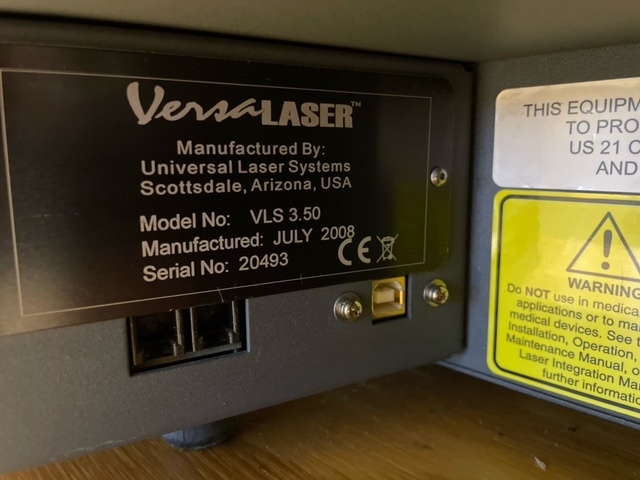 VersaLASER™
Manufactured By:
Universal Laser Systems
Scottsdale, Arizona, USA
Model No: VLS 3.50
Manufactured: JULY 2008
Serial No: 20493
CE
THIS EQUIPM
TO PRO
US 21 C
AND
WARNING
Do NOT use in medica
applications or to ma
medical devices. See t
Installation, Operation,
Maintenance Manual, o
Laser Integration Ma
further informatio